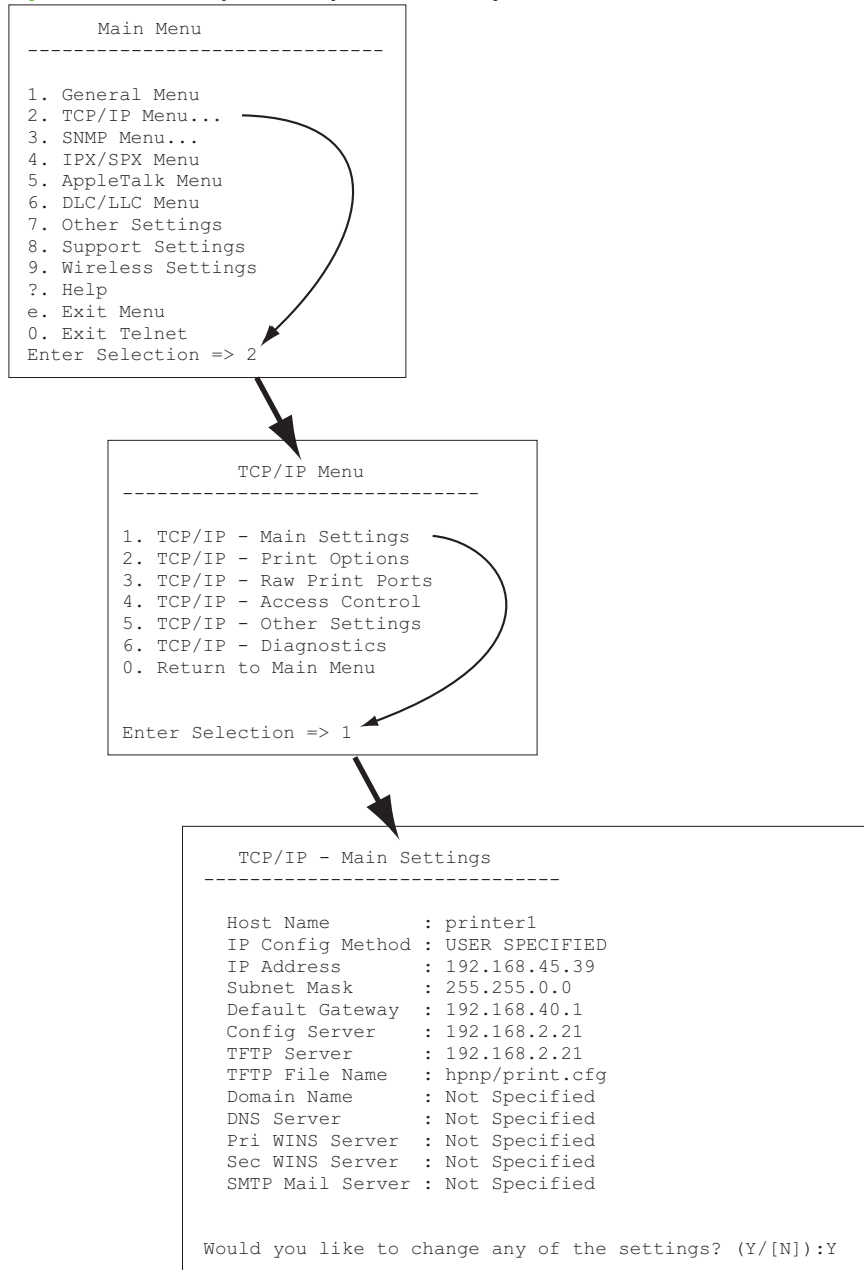 Main Menu
-------------------------------
1. General Menu
2. TCP/IP Menu...
3. SNMP Menu...
4. IPX/SPX Menu
5. AppleTalk Menu
6. DLC/LLC Menu
7. Other Settings
8. Support Settings
9. Wireless Settings
?. Help
e. Exit Menu
0. Exit Telnet
Enter Selection => 2
TCP/IP Menu
-------------------------------
1. TCP/IP - Main Settings
2. TCP/IP - Print Options
3. TCP/IP - Raw Print Ports
4. TCP/IP - Access Control
5. TCP/IP - Other Settings
6. TCP/IP - Diagnostics
0. Return to Main Menu
Enter Selection => 1
TCP/IP - Main Settings
-------------------------------
Host Name : printer1
IP Config Method : USER SPECIFIED
IP Address : 192.168.45.39
Subnet Mask : 255.255.0.0
Default Gateway : 192.168.40.1
Config Server : 192.168.2.21
TFTP Server : 192.168.2.21
TFTP File Name : hpnp/print.cfg
Domain Name : Not Specified
DNS Server : Not Specified
Pri WINS Server : Not Specified
Sec WINS Server : Not Specified
SMTP Mail Server : Not Specified
Would you like to change any of the settings? (Y/[N]):Y